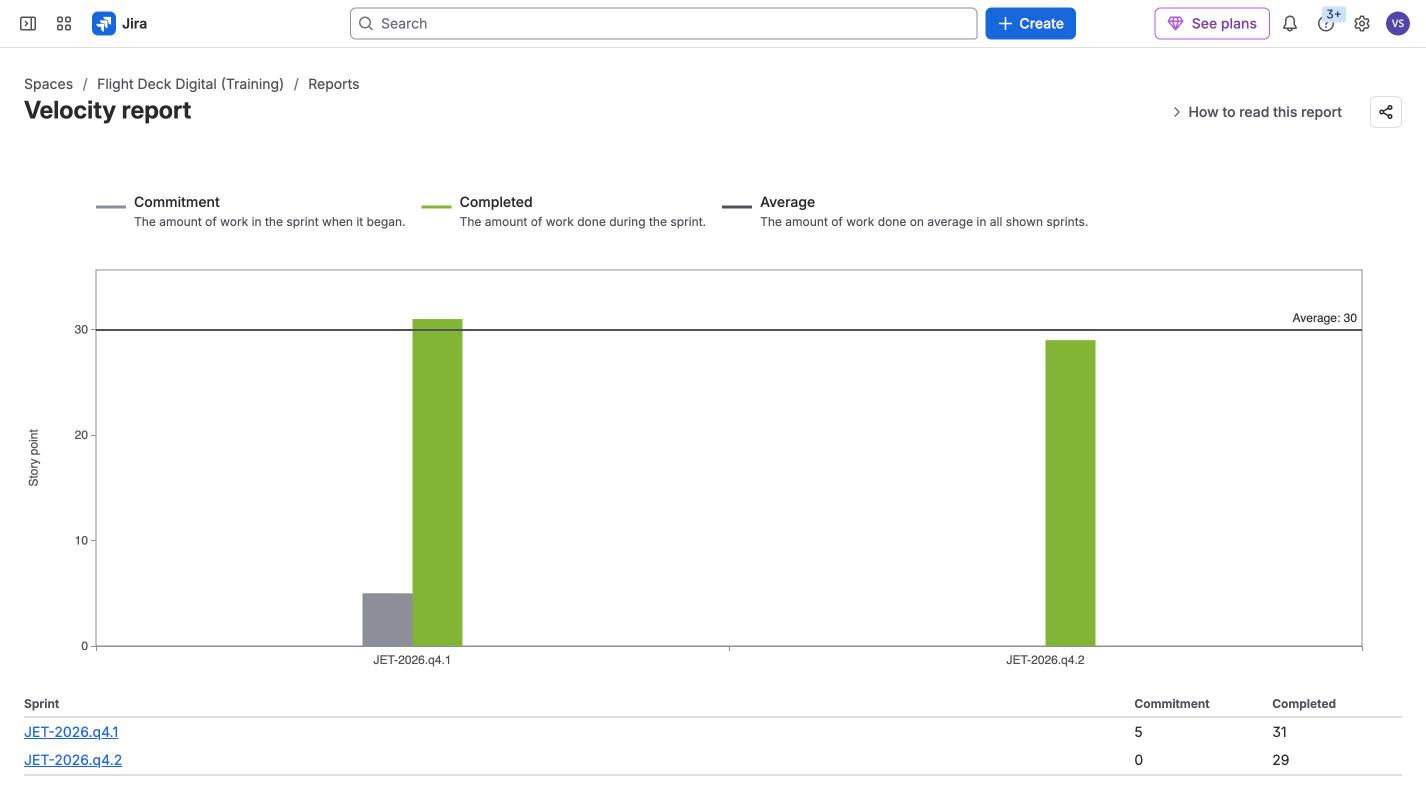 Jira
Search
Create
See plans
3+
VS
Spaces / Flight Deck Digital (Training) / Reports
Velocity report
How to read this report
Commitment
The amount of work in the sprint when it began.
Completed
The amount of work done during the sprint.
Average
The amount of work done on average in all shown sprints.
Average: 30
30
20
10
0
Story point
JET-2026.q4.1
JET-2026.q4.2
Sprint Commitment Completed
JET-2026.q4.1 5 31
JET-2026.q4.2 0 29